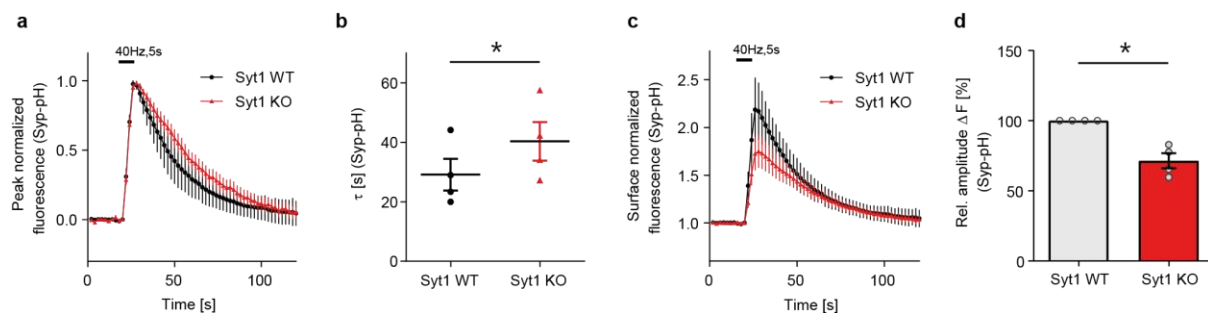 a
40Hz,5s
Syt1 WT
Syt1 KO
Peak normalized
fluorescence (Syp-pH)
1.0
0.5
0.0
0
50
100
Time [s]
b
*
τ [s] (Syp-pH)
60
40
20
0
Syt1 WT
Syt1 KO
c
40Hz,5s
Syt1 WT
Syt1 KO
Surface normalized
fluorescence (Syp-pH)
2.5
2.0
1.5
1.0
0
50
100
Time [s]
d
*
Rel. amplitude Δ F [%]
(Syp-pH)
150
100
50
0
Syt1 WT
Syt1 KO